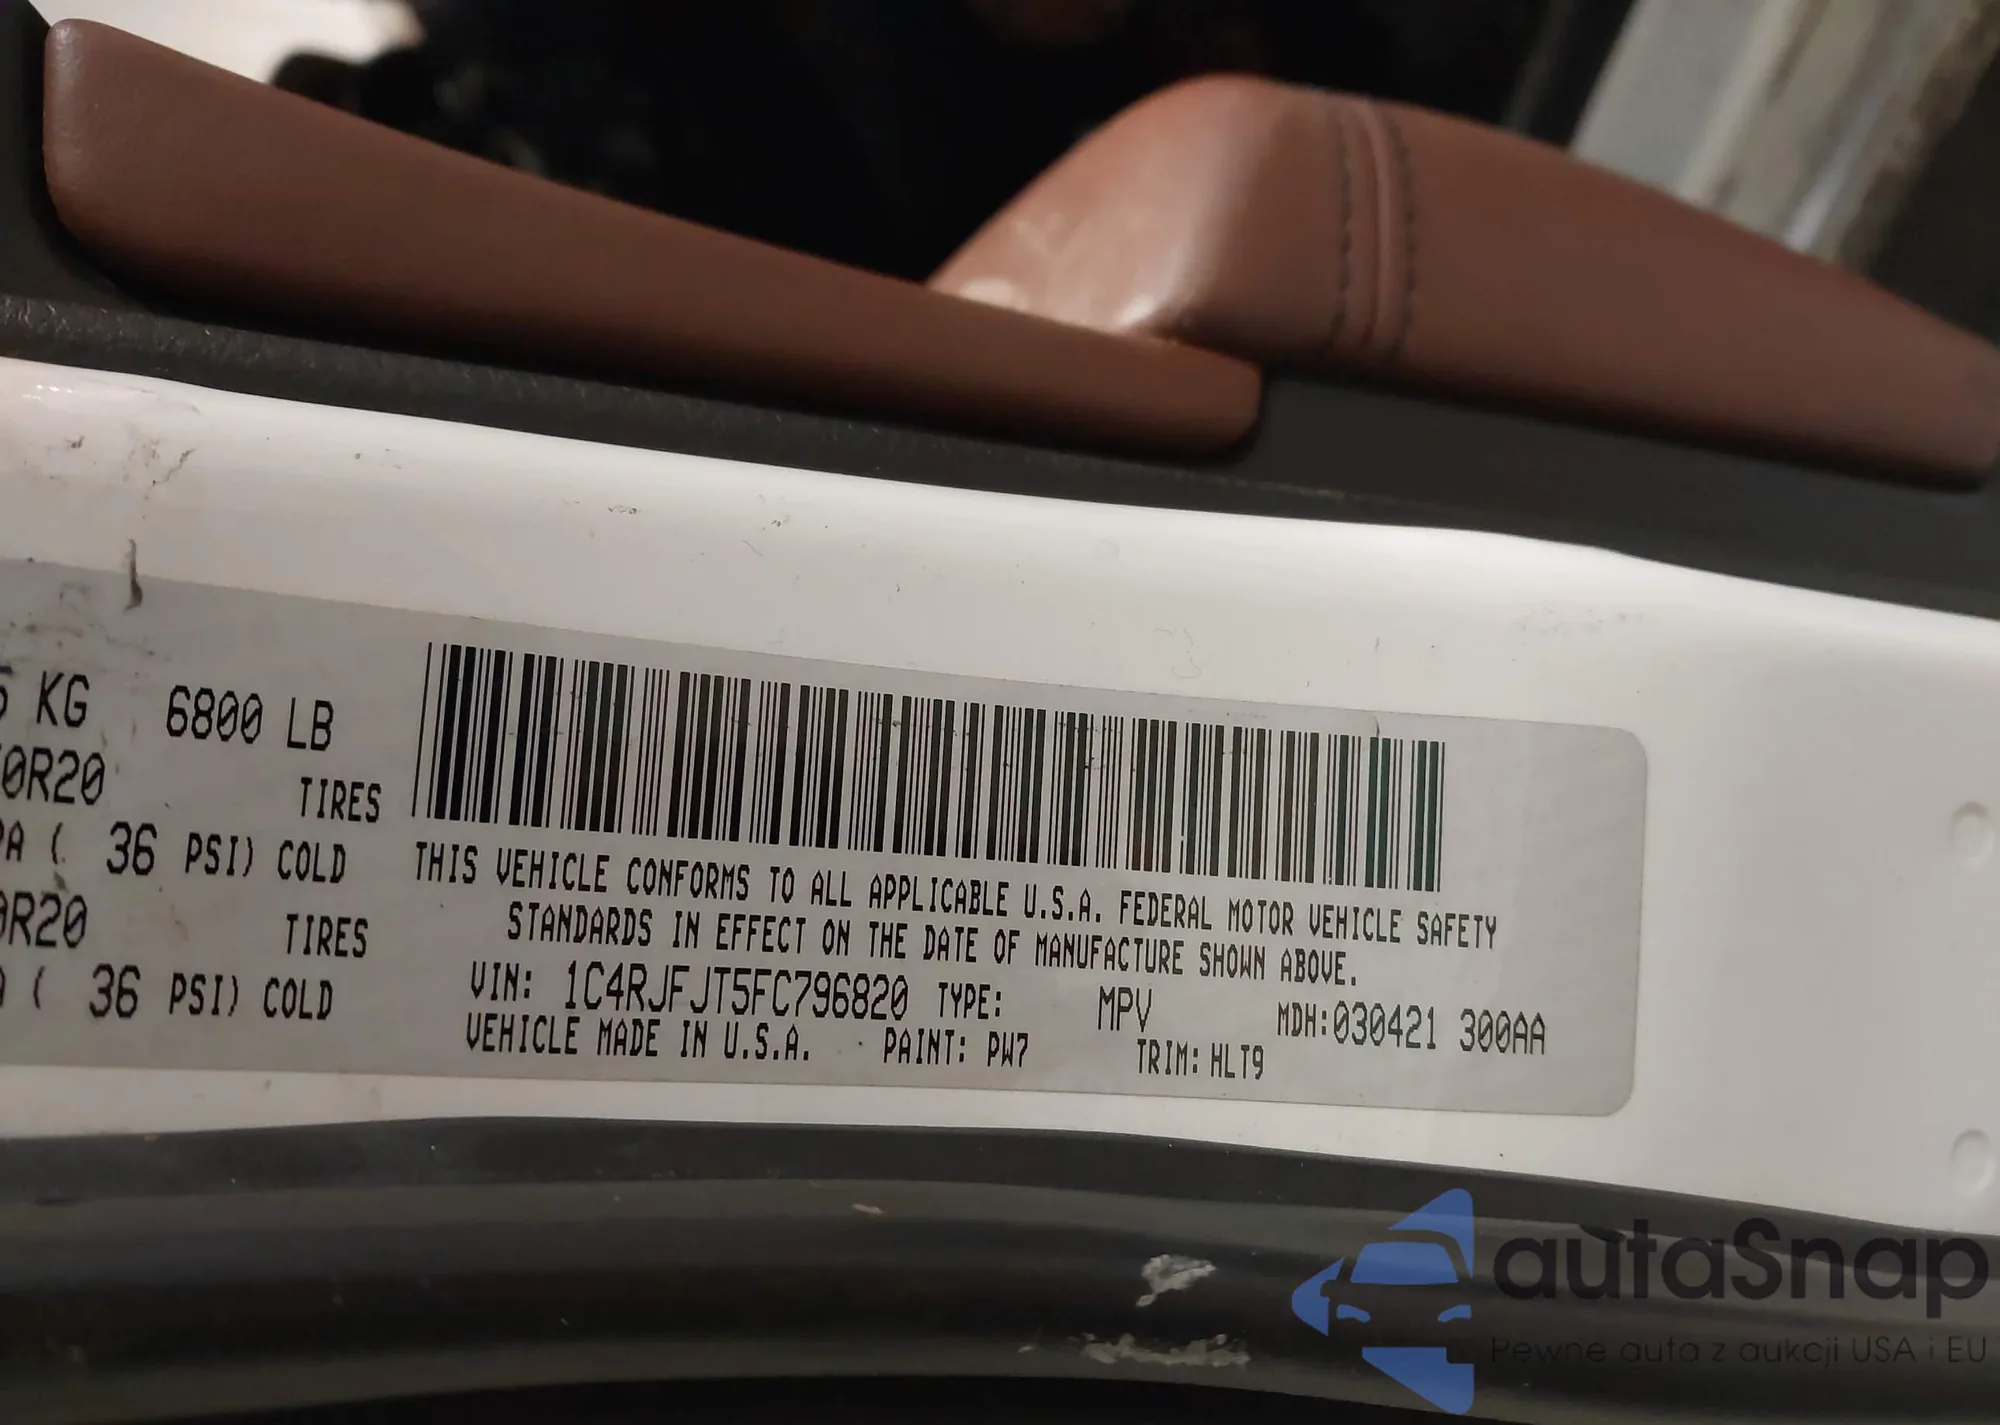 KG 6800 LB
0R20 TIRES
( 36 PSI) COLD
R20 TIRES
( 36 PSI) COLD
THIS VEHICLE CONFORMS TO ALL APPLICABLE U.S.A. FEDERAL MOTOR VEHICLE SAFETY
STANDARDS IN EFFECT ON THE DATE OF MANUFACTURE SHOWN ABOVE.
VIN: 1C4RJFJT5FC796820 TYPE: MPV MDH:030421 300AA
VEHICLE MADE IN U.S.A. PAINT: PW7 TRIM: HLT9
autaSnap
Pewne auta z aukcji USA i EU